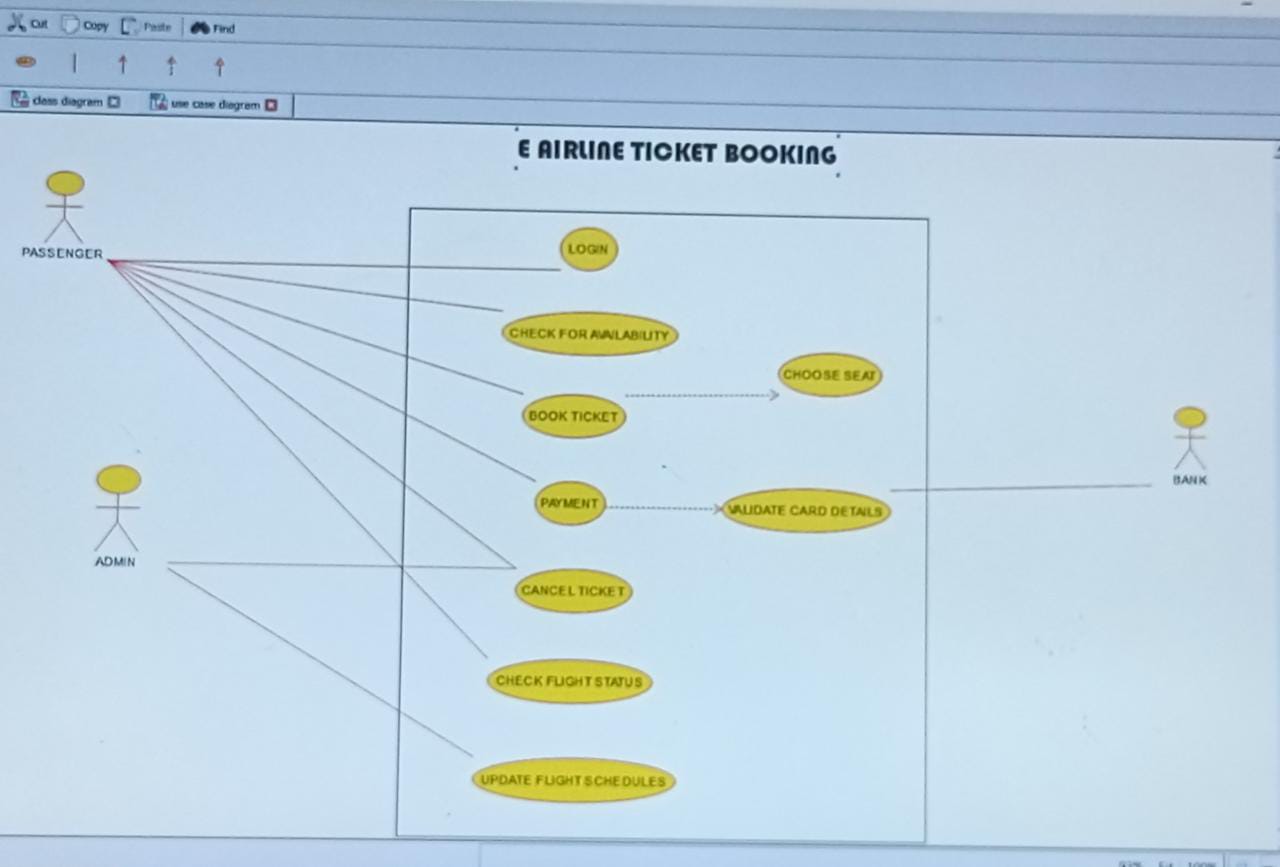 Cut Copy Paste Find
class diagram use case diagram
E AIRLINE TICKET BOOKING
PASSENGER
LOGIN
CHECK FOR AVAILABILITY
CHOOSE SEAT
BOOK TICKET
BANK
PAYMENT
VALIDATE CARD DETAILS
ADMIN
CANCEL TICKET
CHECK FLIGHT STATUS
UPDATE FLIGHT SCHEDULES